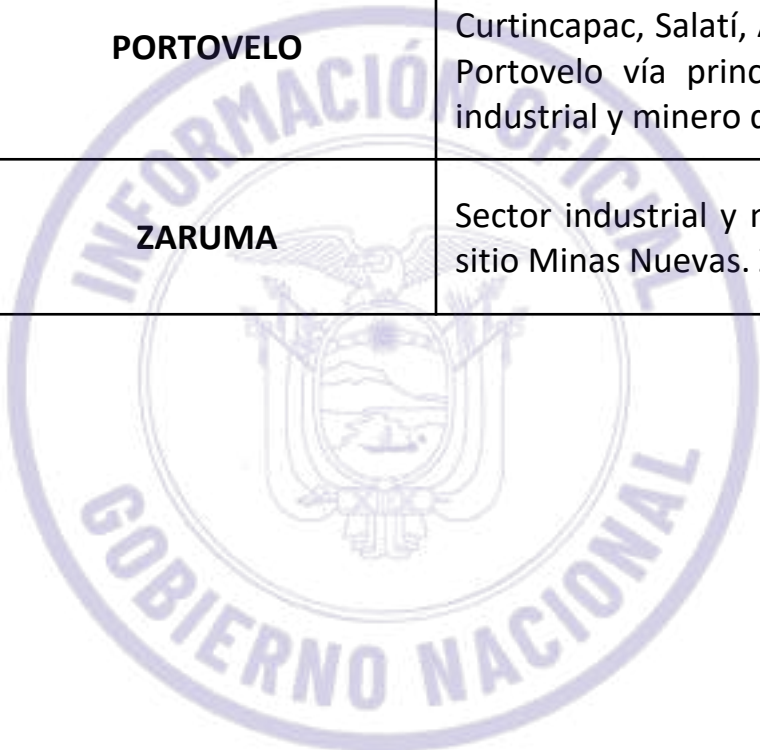 PORTOVELO
Curtincapac, Salatí,
Portovelo vía princ
industrial y minero
ZARUMA
Sector industrial y
sitio Minas Nuevas.
INFORMACIÓN OFICIAL
GOBIERNO NACIONAL